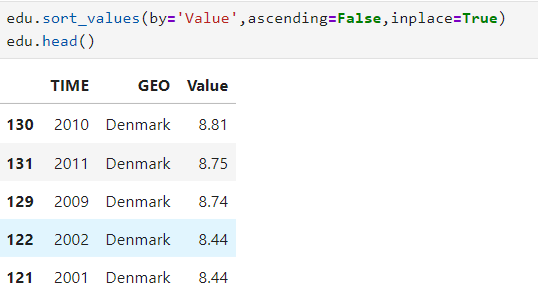 edu.sort_values(by='Value',ascending=False,inplace=True)
edu.head()
TIME GEO Value
130 2010 Denmark 8.81
131 2011 Denmark 8.75
129 2009 Denmark 8.74
122 2002 Denmark 8.44
121 2001 Denmark 8.44